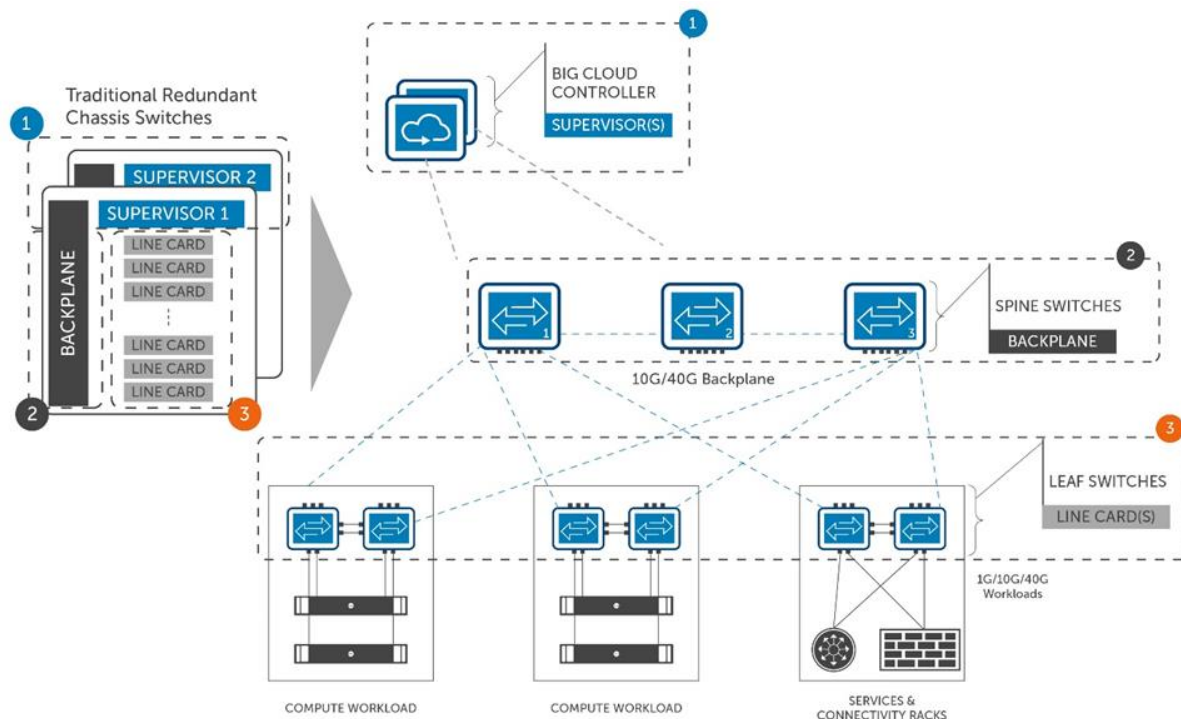 1
BIG CLOUD
CONTROLLER
SUPERVISOR(S)
Traditional Redundant
Chassis Switches
1
SUPERVISOR 2
SUPERVISOR 1
BACKPLANE
LINE CARD
LINE CARD
LINE CARD
LINE CARD
LINE CARD
LINE CARD
2
3
2
1
2
3
SPINE SWITCHES
BACKPLANE
10G/40G Backplane
3
LEAF SWITCHES
LINE CARD(S)
1G/10G/40G
Workloads
COMPUTE WORKLOAD
COMPUTE WORKLOAD
SERVICES &
CONNECTIVITY RACKS